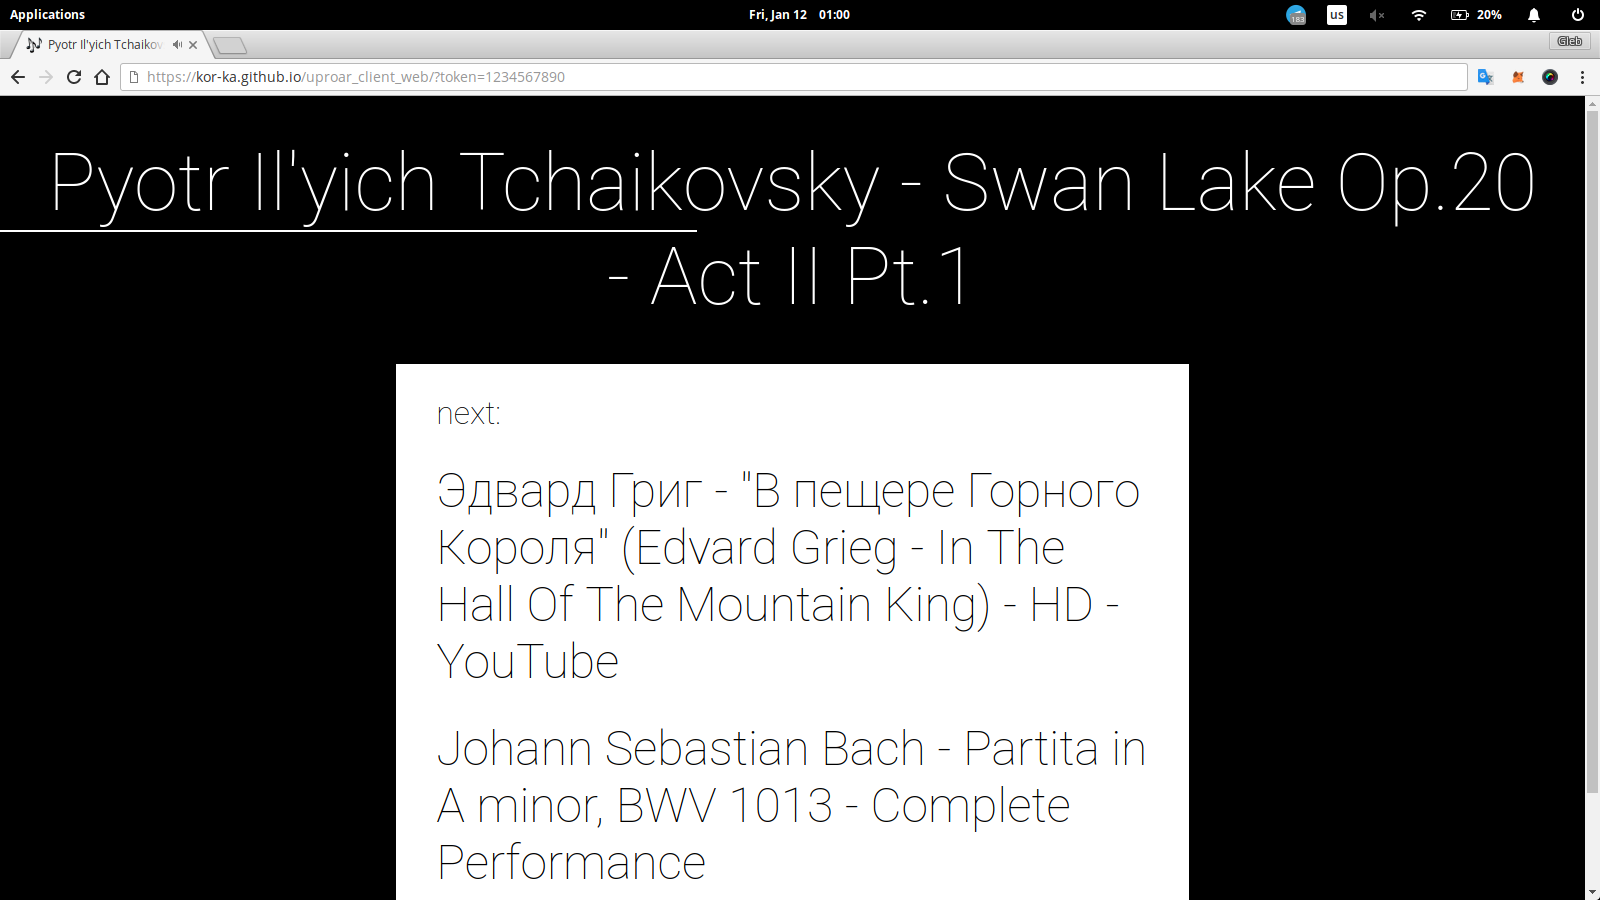 Applications
Fri, Jan 12 01:00
183
us
20%
Pyotr Il'yich Tchaikov
Gleb
https://kor-ka.github.io/uproar_client_web/?token=1234567890
Pyotr Il'yich Tchaikovsky - Swan Lake Op.20
- Act II Pt.1
next:
Эдвард Григ - "В пещере Горного
Короля" (Edvard Grieg - In The
Hall Of The Mountain King) - HD -
YouTube
Johann Sebastian Bach - Partita in
A minor, BWV 1013 - Complete
Performance